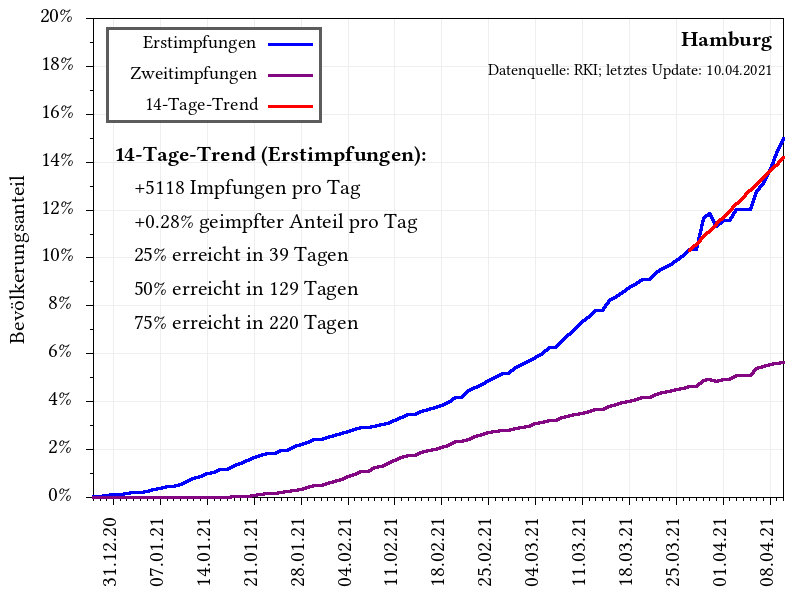 20%
18%
16%
14%
12%
10%
8%
6%
4%
2%
0%
Bevölkerungsanteil
Erstimpfungen
Zweitimpfungen
14-Tage-Trend
Hamburg
Datenquelle: RKI; letztes Update: 10.04.2021
14-Tage-Trend (Erstimpfungen):
+5118 Impfungen pro Tag
+0.28% geimpfter Anteil pro Tag
25% erreicht in 39 Tagen
50% erreicht in 129 Tagen
75% erreicht in 220 Tagen
31.12.20
07.01.21
14.01.21
21.01.21
28.01.21
04.02.21
11.02.21
18.02.21
25.02.21
04.03.21
11.03.21
18.03.21
25.03.21
01.04.21
08.04.21